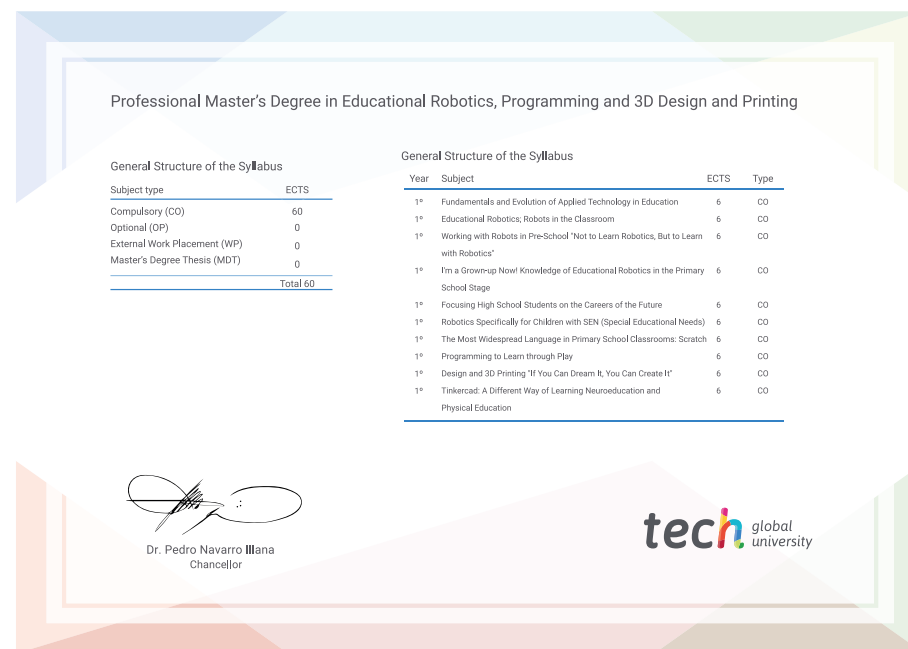 Professional Master's Degree in Educational Robotics, Programming and 3D Design and Printing
General Structure of the Syllabus
Subject type ECTS
Compulsory (CO) 60
Optional (OP) 0
External Work Placement (WP) 0
Master's Degree Thesis (MDT) 0
Total 60
General Structure of the Syllabus
Year Subject ECTS Type
1º Fundamentals and Evolution of Applied Technology in Education 6 CO
1º Educational Robotics; Robots in the Classroom 6 CO
1º Working with Robots in Pre-School "Not to Learn Robotics, But to Learn 6 CO
with Robotics"
1º I'm a Grown-up Now! Knowledge of Educational Robotics in the Primary 6 CO
School Stage
1º Focusing High School Students on the Careers of the Future 6 CO
1º Robotics Specifically for Children with SEN (Special Educational Needs) 6 CO
1º The Most Widespread Language in Primary School Classrooms: Scratch 6 CO
1º Programming to Learn through Play 6 CO
1º Design and 3D Printing "If You Can Dream It, You Can Create It" 6 CO
1º Tinkercad: A Different Way of Learning Neuroeducation and 6 CO
Physical Education
Dr. Pedro Navarro Illana
Chancellor
tech global
university